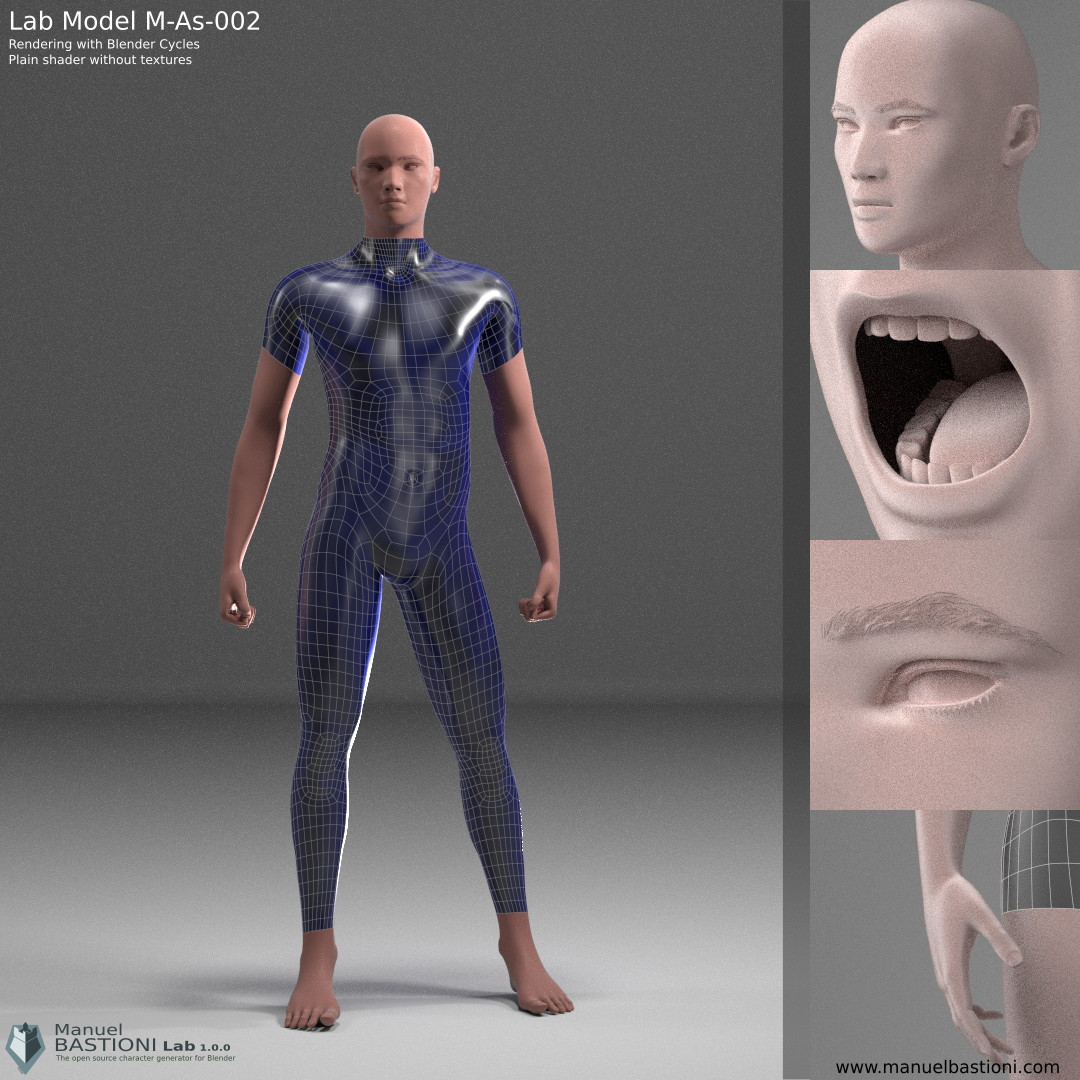 Lab Model M-As-002
Rendering with Blender Cycles
Plain shader without textures
Manuel
BASTIONI Lab 1.0.0
The open source character generator for Blender
www.manuelbastioni.com